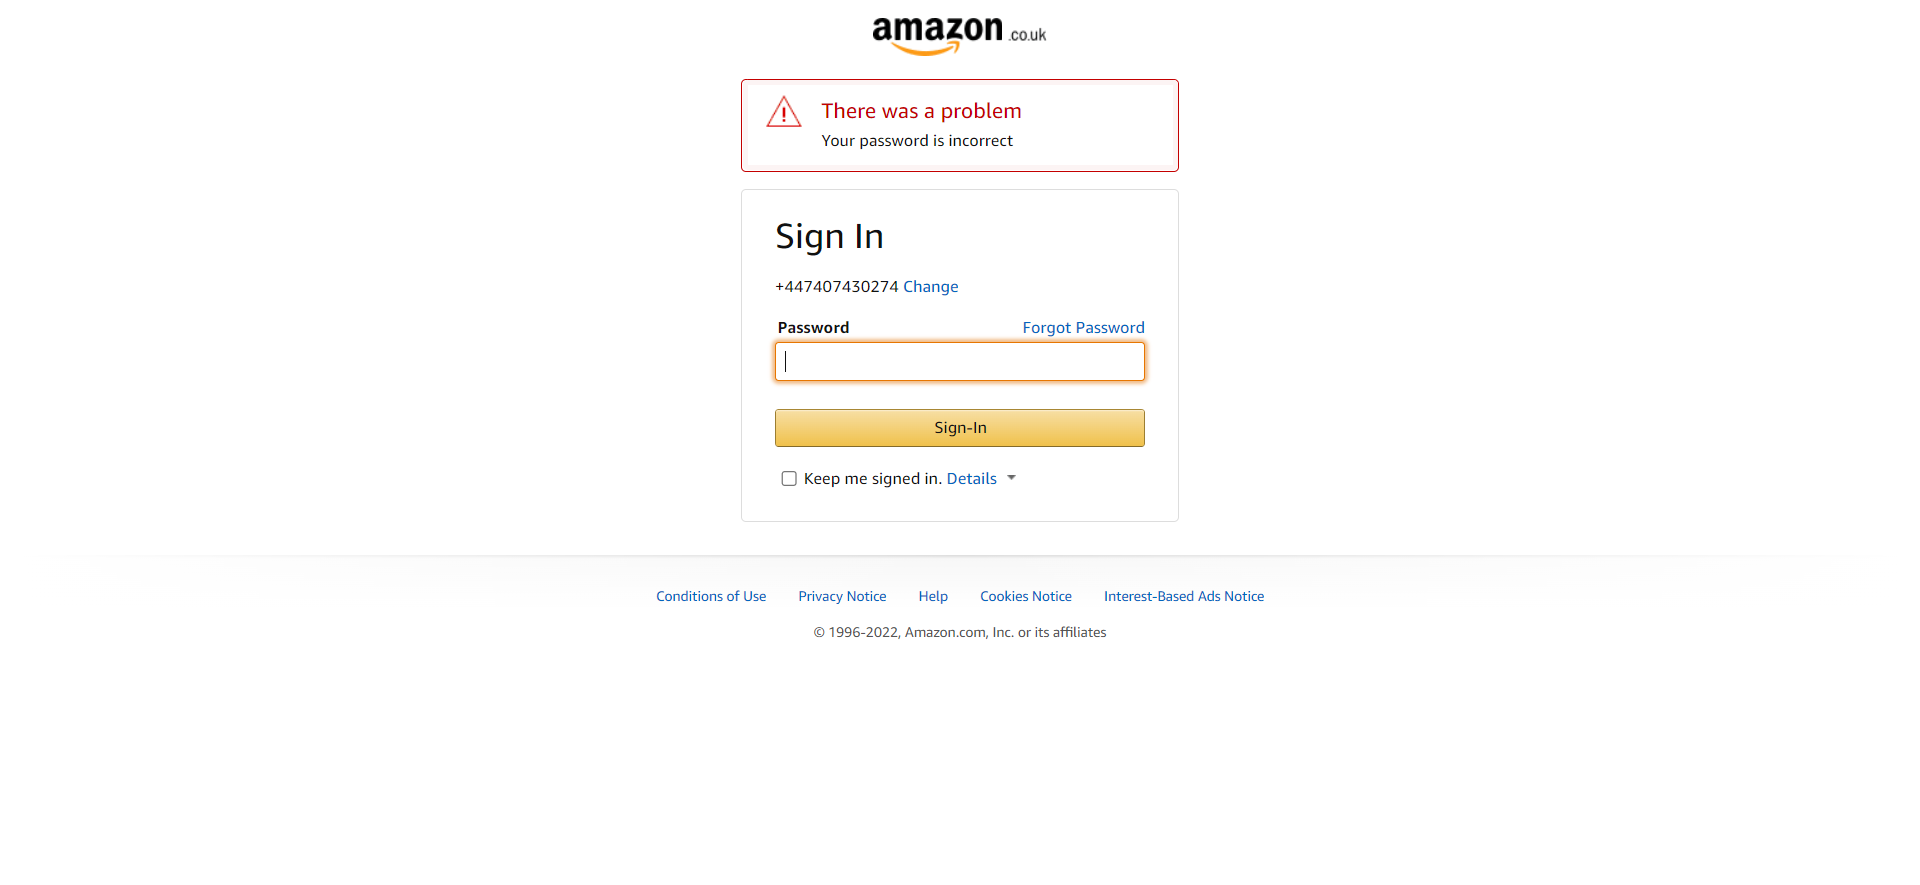 amazon.co.uk
There was a problem
Your password is incorrect
Sign In
+447407430274 Change
Password Forgot Password
Sign-In
Keep me signed in. Details
Conditions of Use Privacy Notice Help Cookies Notice Interest-Based Ads Notice
© 1996-2022, Amazon.com, Inc. or its affiliates